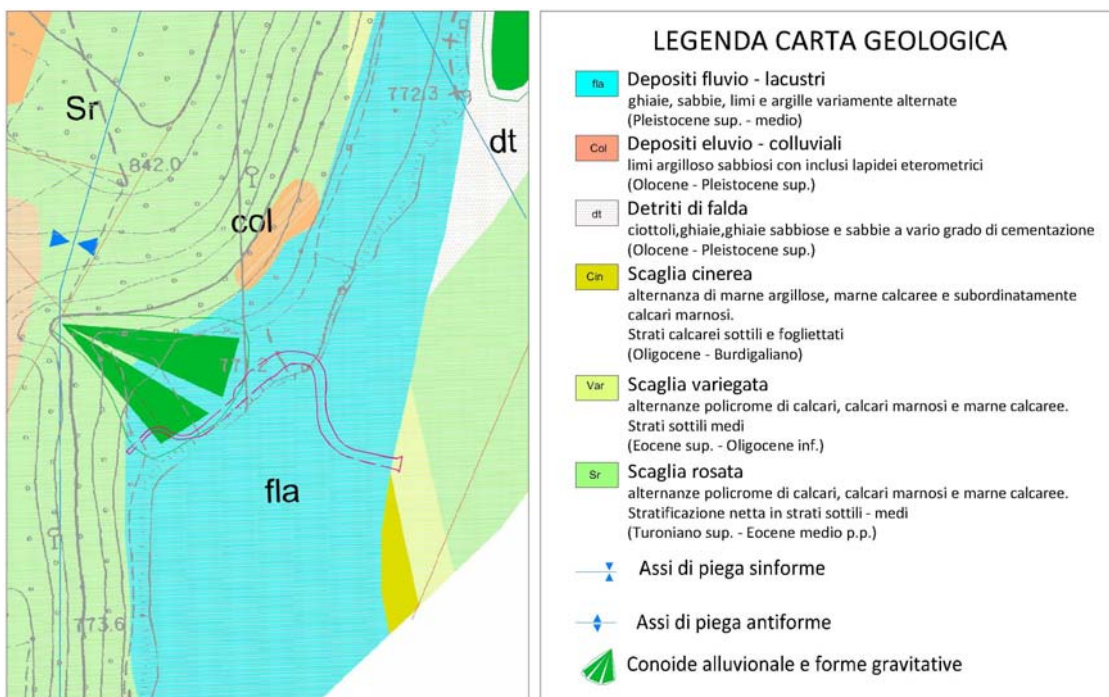 772.3
Sr
dt
842.0
col
fla
773.6
LEGENDA CARTA GEOLOGICA
fla
Depositi fluvio - lacustri
ghiaie, sabbie, limi e argille variamente alternate
(Pleistocene sup. - medio)
Col
Depositi eluvio - colluviali
limi argilloso sabbiosi con inclusi lapidei eterometrici
(Olocene - Pleistocene sup.)
dt
Detriti di falda
ciottoli,ghiaie,ghiaie sabbiose e sabbie a vario grado di cementazione
(Olocene - Pleistocene sup.)
Cin
Scaglia cinerea
alternanza di marne argillose, marne calcaree e subordinatamente
calcari marnosi.
Strati calcarei sottili e fogliettati
(Oligocene - Burdigaliano)
Var
Scaglia variegata
alternanze policrome di calcari, calcari marnosi e marne calcaree.
Strati sottili medi
(Eocene sup. - Oligocene inf.)
Sr
Scaglia rosata
alternanze policrome di calcari, calcari marnosi e marne calcaree.
Stratificazione netta in strati sottili - medi
(Turoniano sup. - Eocene medio p.p.)
Assi di piega sinforme
Assi di piega antiforme
Conoide alluvionale e forme gravitative